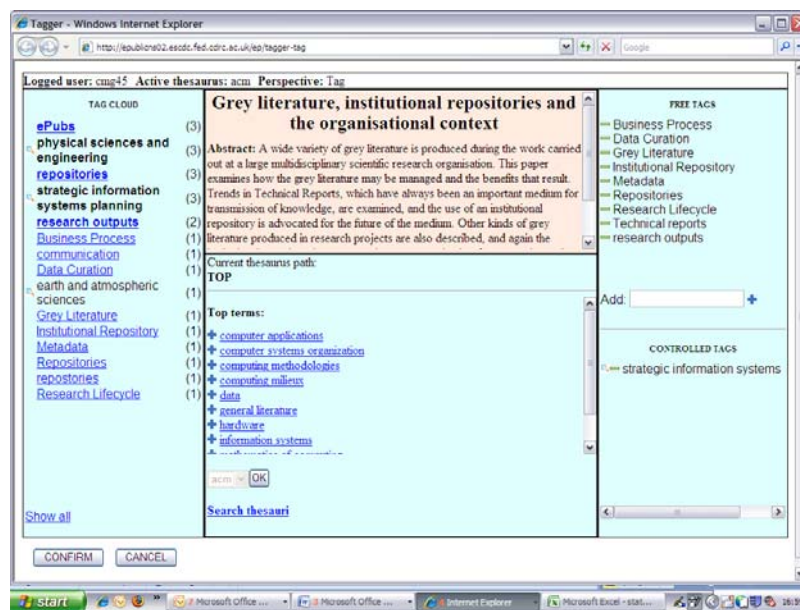 Tagger - Windows Internet Explorer
Google
Logged user: cmg45 Active thesaurus: acm Perspective: Tag
TAG CLOUD
ePubs (3)
physical sciences and
engineering (3)
repositories (3)
strategic information
systems planning (3)
research outputs (2)
Business Process (1)
communication (1)
Data Curation (1)
earth and atmospheric
sciences (1)
Grey Literature (1)
Institutional Repository (1)
Metadata (1)
Repositories (1)
repostories (1)
Research Lifecycle (1)
Show all
Grey literature, institutional repositories and
the organisational context
Abstract: A wide variety of grey literature is produced during the work carried
out at a large multidisciplinary scientific research organisation. This paper
examines how the grey literature may be managed and the benefits that result.
Trends in Technical Reports, which have always been an important medium for
transmission of knowledge, are examined, and the use of an institutional
repository is advocated for the future of the medium. Other kinds of grey
literature produced in research projects are also described, and again the
Current thesaurus path:
TOP
Top terms:
computer applications
computer systems organization
computing methodologies
computing milieux
data
general literature
hardware
information systems
acm OK
Search thesauri
FREE TAGS
Business Process
Data Curation
Grey Literature
Institutional Repository
Metadata
Repositories
Research Lifecycle
Technical reports
research outputs
Add:
CONTROLLED TAGS
strategic information systems
CONFIRM CANCEL
start
7 Microsoft Office ...
3 Microsoft Office ...
Internet Explorer
Microsoft Excel - stat...